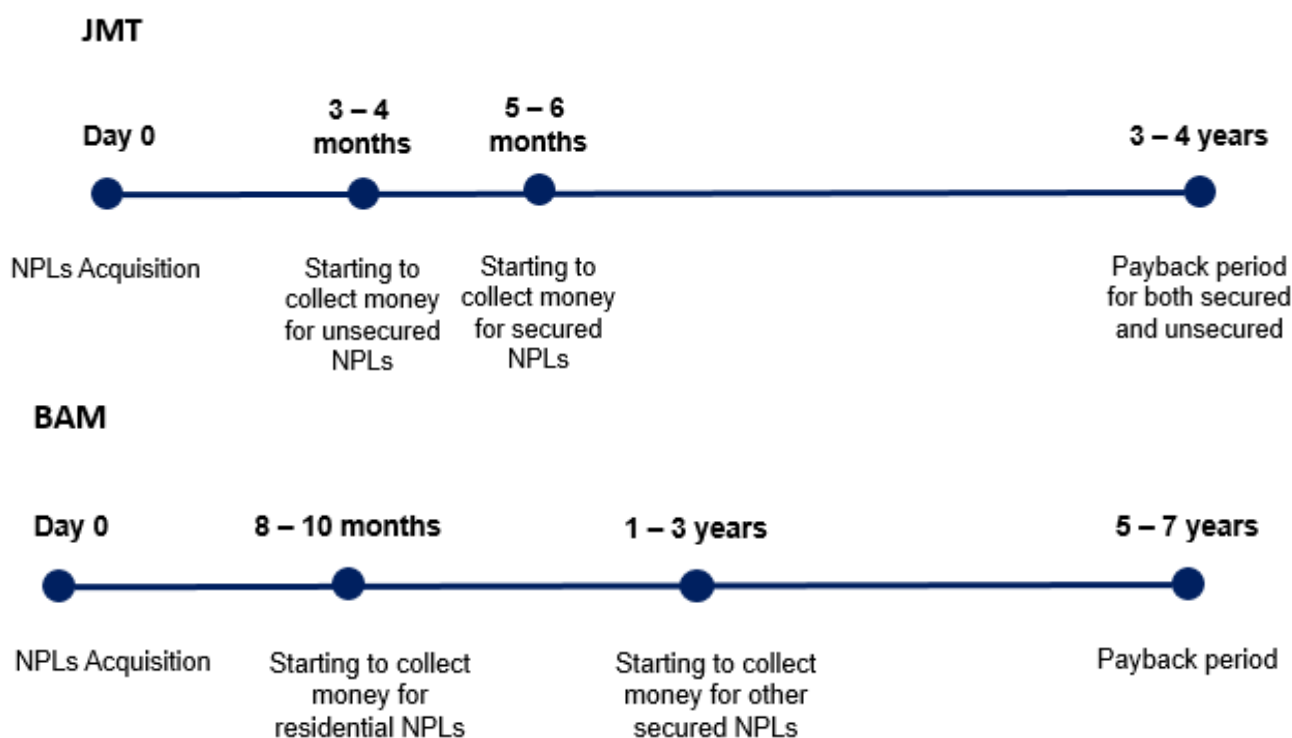 JMT
Day 0
3 – 4
months
5 – 6
months
3 – 4 years
NPLs Acquisition
Starting to
collect money
for unsecured
NPLs
Starting to
collect money
for secured
NPLs
Payback period
for both secured
and unsecured
BAM
Day 0
8 – 10 months
1 – 3 years
5 – 7 years
NPLs Acquisition
Starting to collect
money for
residential NPLs
Starting to collect
money for other
secured NPLs
Payback period